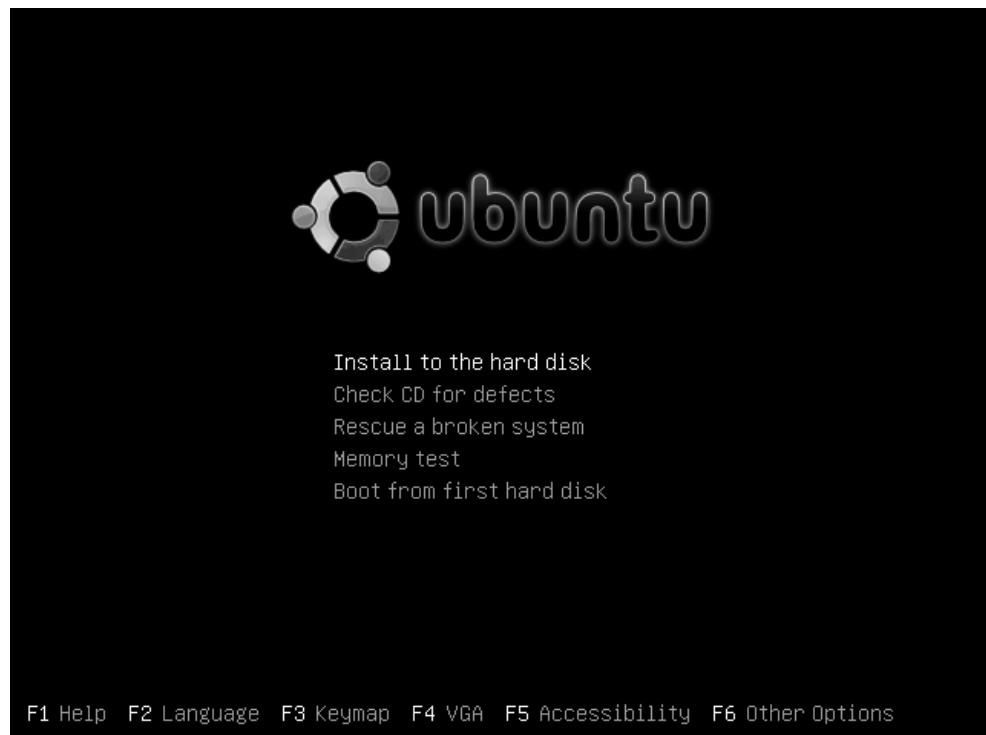 ubuntu
Install to the hard disk
Check CD for defects
Rescue a broken system
Memory test
Boot from first hard disk
F1 Help F2 Language F3 Keymap F4 VGA F5 Accessibility F6 Other Options